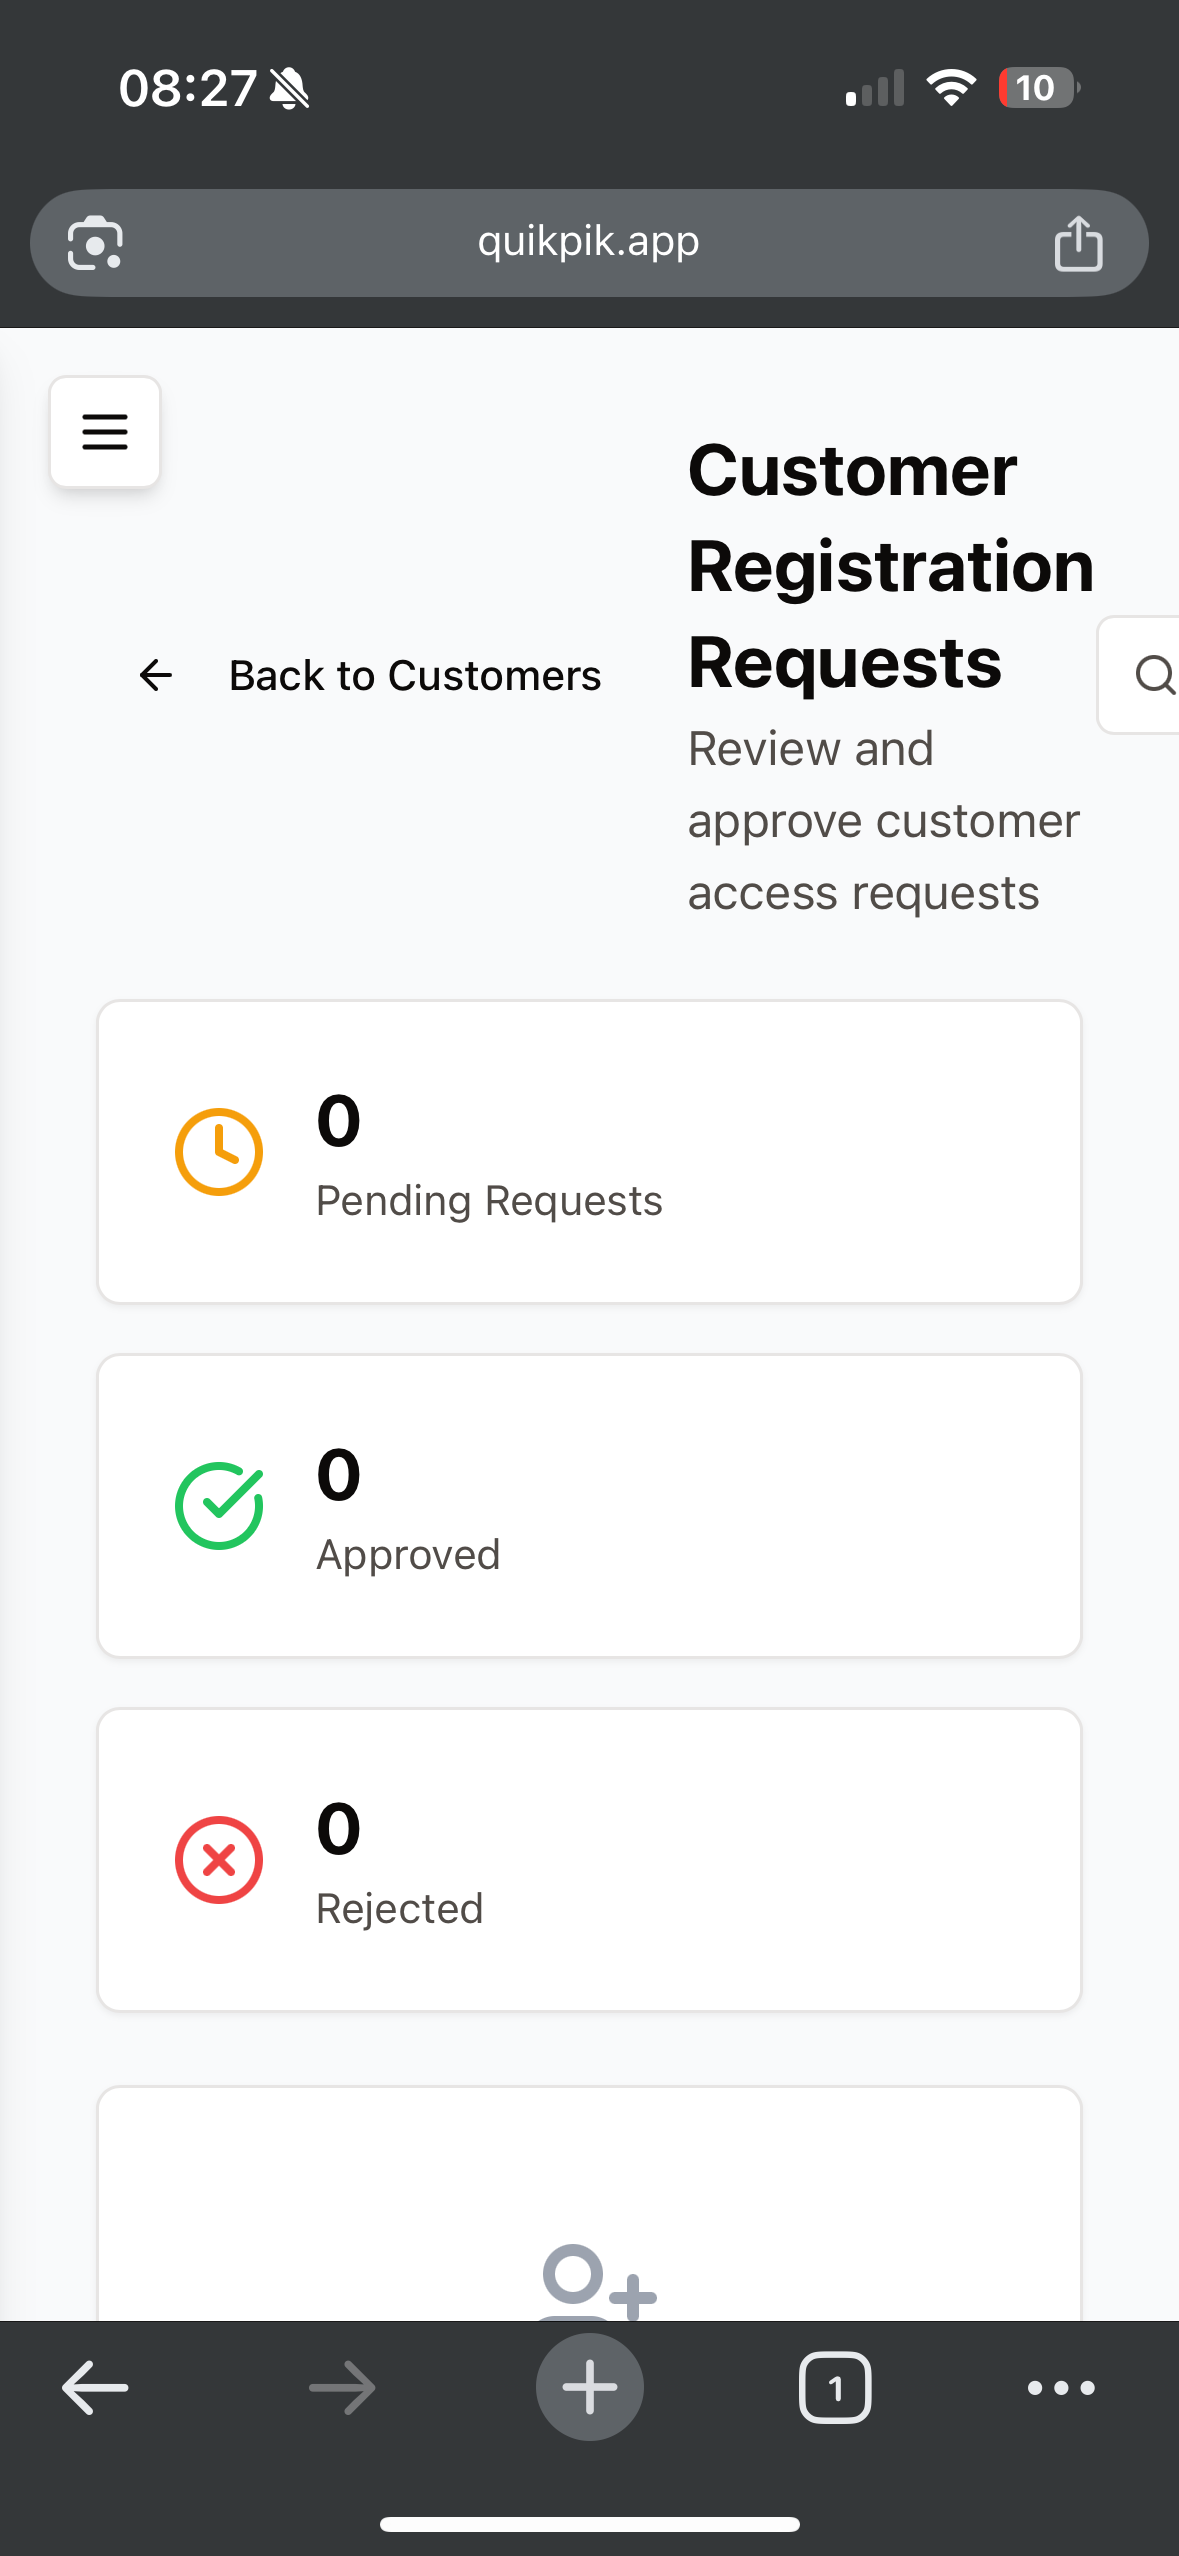 08:27
10
quikpik.app
Customer
Registration
Requests
Back to Customers
Review and
approve customer
access requests
0
Pending Requests
0
Approved
0
Rejected
1